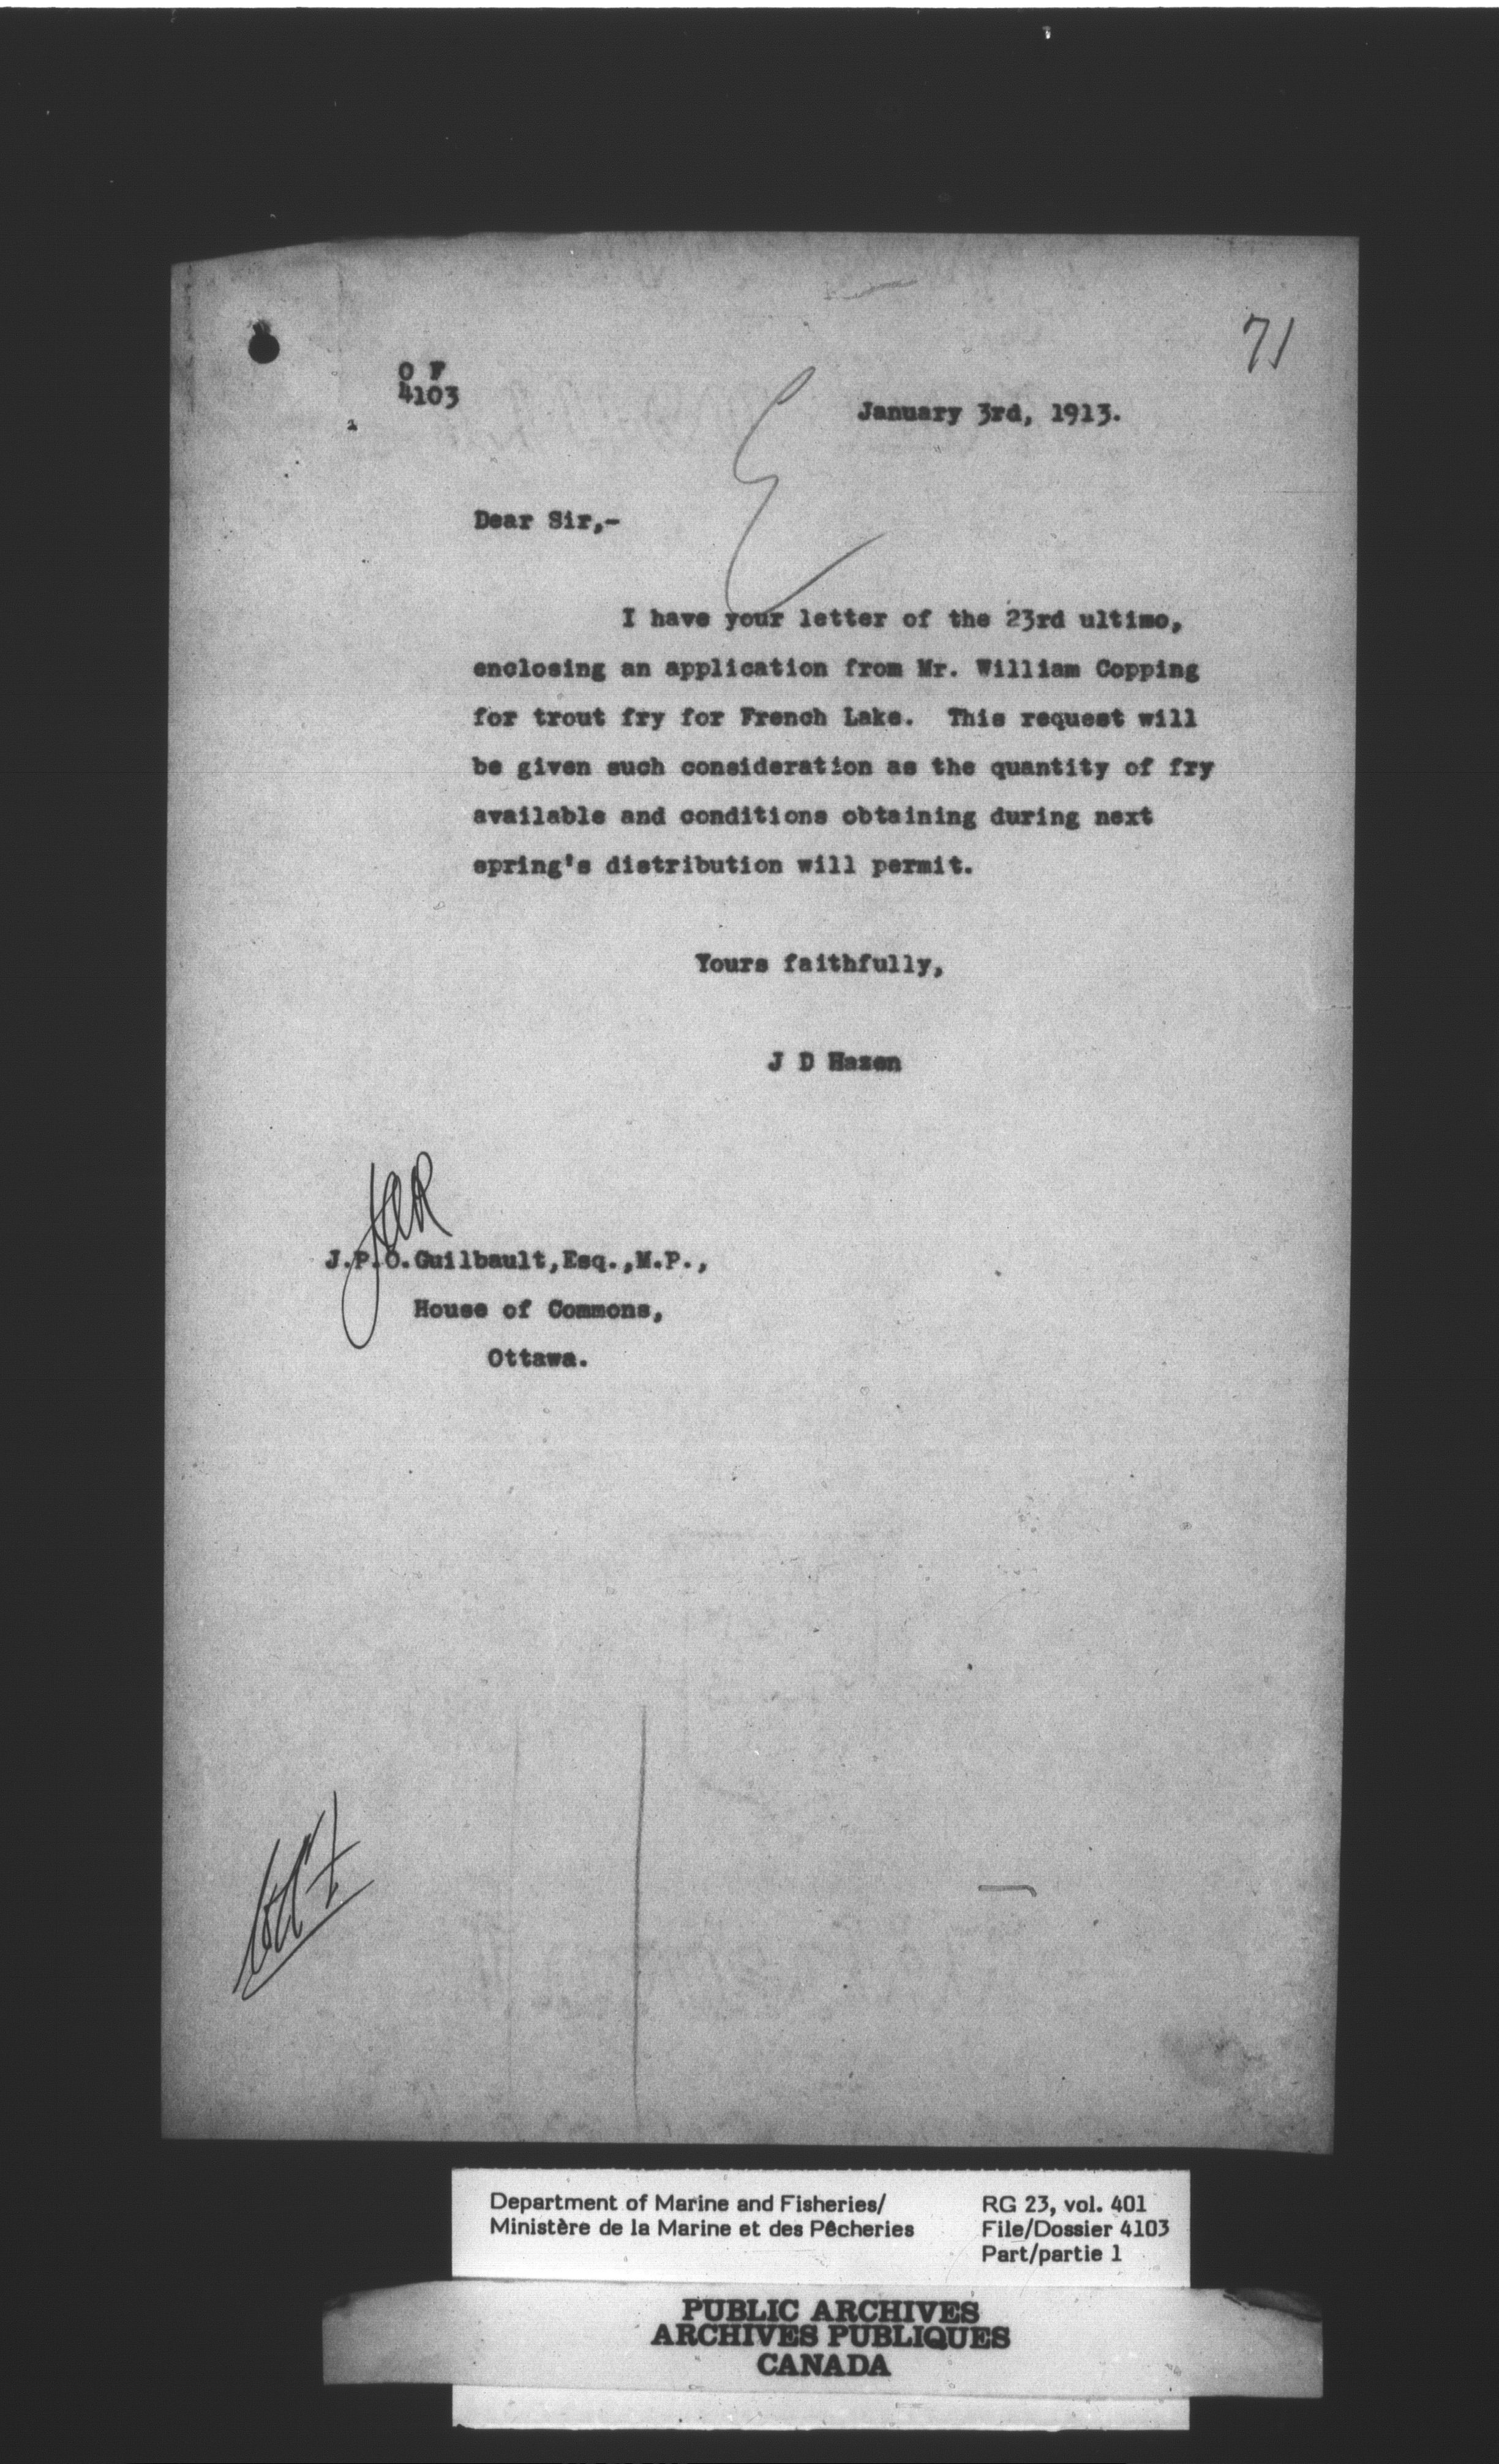 71
O F
4103
January 3rd, 1913.
Dear Sir,-
I have your letter of the 23rd ultimo,
enclosing an application from Mr. William Copping
for trout fry for French Lake. This request will
be given such consideration as the quantity of fry
available and conditions obtaining during next
spring's distribution will permit.
Yours faithfully,
J D Hazen
J.P.O.Guilbault,Esq.,M.P.,
House of Commons,
Ottawa.
Department of Marine and Fisheries/
Ministère de la Marine et des Pêcheries
RG 23, vol. 401
File/Dossier 4103
Part/partie 1
PUBLIC ARCHIVES
ARCHIVES PUBLIQUES
CANADA